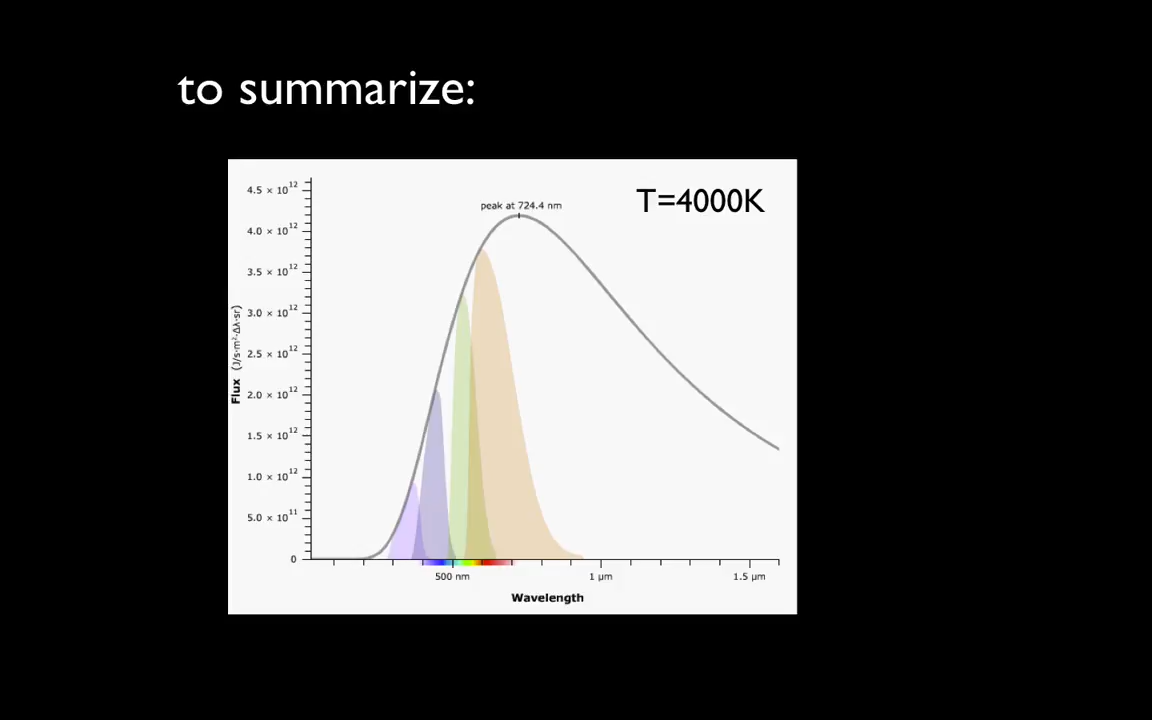 to summarize:
T=4000K
peak at 724.4 nm
4.5 × 10¹²
4.0 × 10¹²
3.5 × 10¹²
3.0 × 10¹²
2.5 × 10¹²
2.0 × 10¹²
1.5 × 10¹²
1.0 × 10¹²
5.0 × 10¹¹
0
Flux (J/s·m²·Δλ·sr)
500 nm
1 µm
1.5 µm
Wavelength